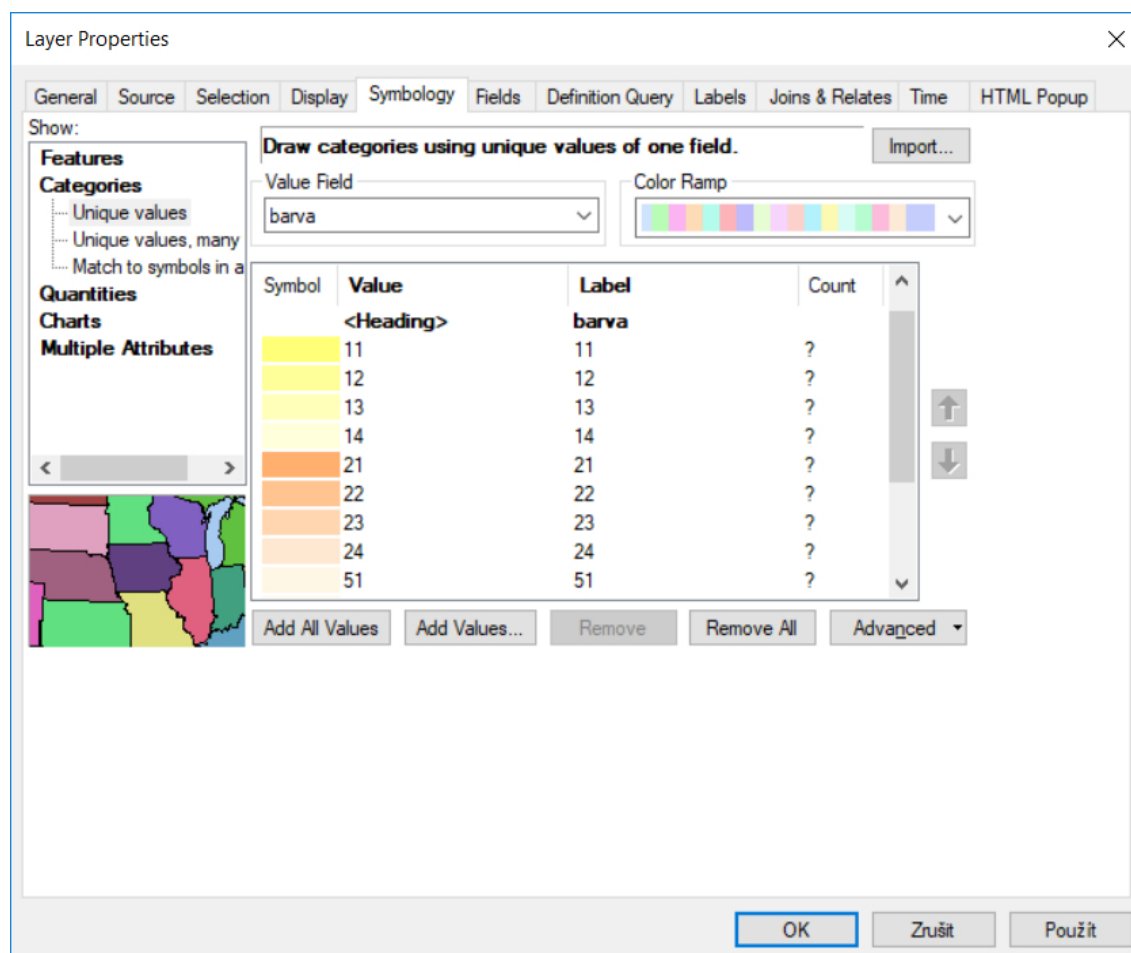 Layer Properties
General Source Selection Display Symbology Fields Definition Query Labels Joins & Relates Time HTML Popup
Show:
Features
Categories
Unique values
Unique values, many
Match to symbols in a
Quantities
Charts
Multiple Attributes
Draw categories using unique values of one field.
Import...
Value Field
barva
Color Ramp
Symbol Value Label Count
<Heading> barva
11 11 ?
12 12 ?
13 13 ?
14 14 ?
21 21 ?
22 22 ?
23 23 ?
24 24 ?
51 51 ?
Add All Values Add Values... Remove Remove All Advanced
OK Zrušit Použít